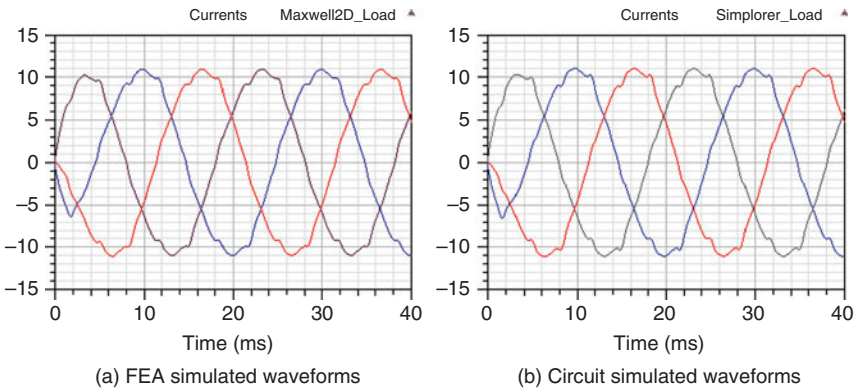 Currents Maxwell2D_Load
15
10
5
0
−5
−10
−15
0 10 20 30 40
Time (ms)
(a) FEA simulated waveforms
Currents Simplorer_Load
15
10
5
0
−5
−10
−15
0 10 20 30 40
Time (ms)
(b) Circuit simulated waveforms